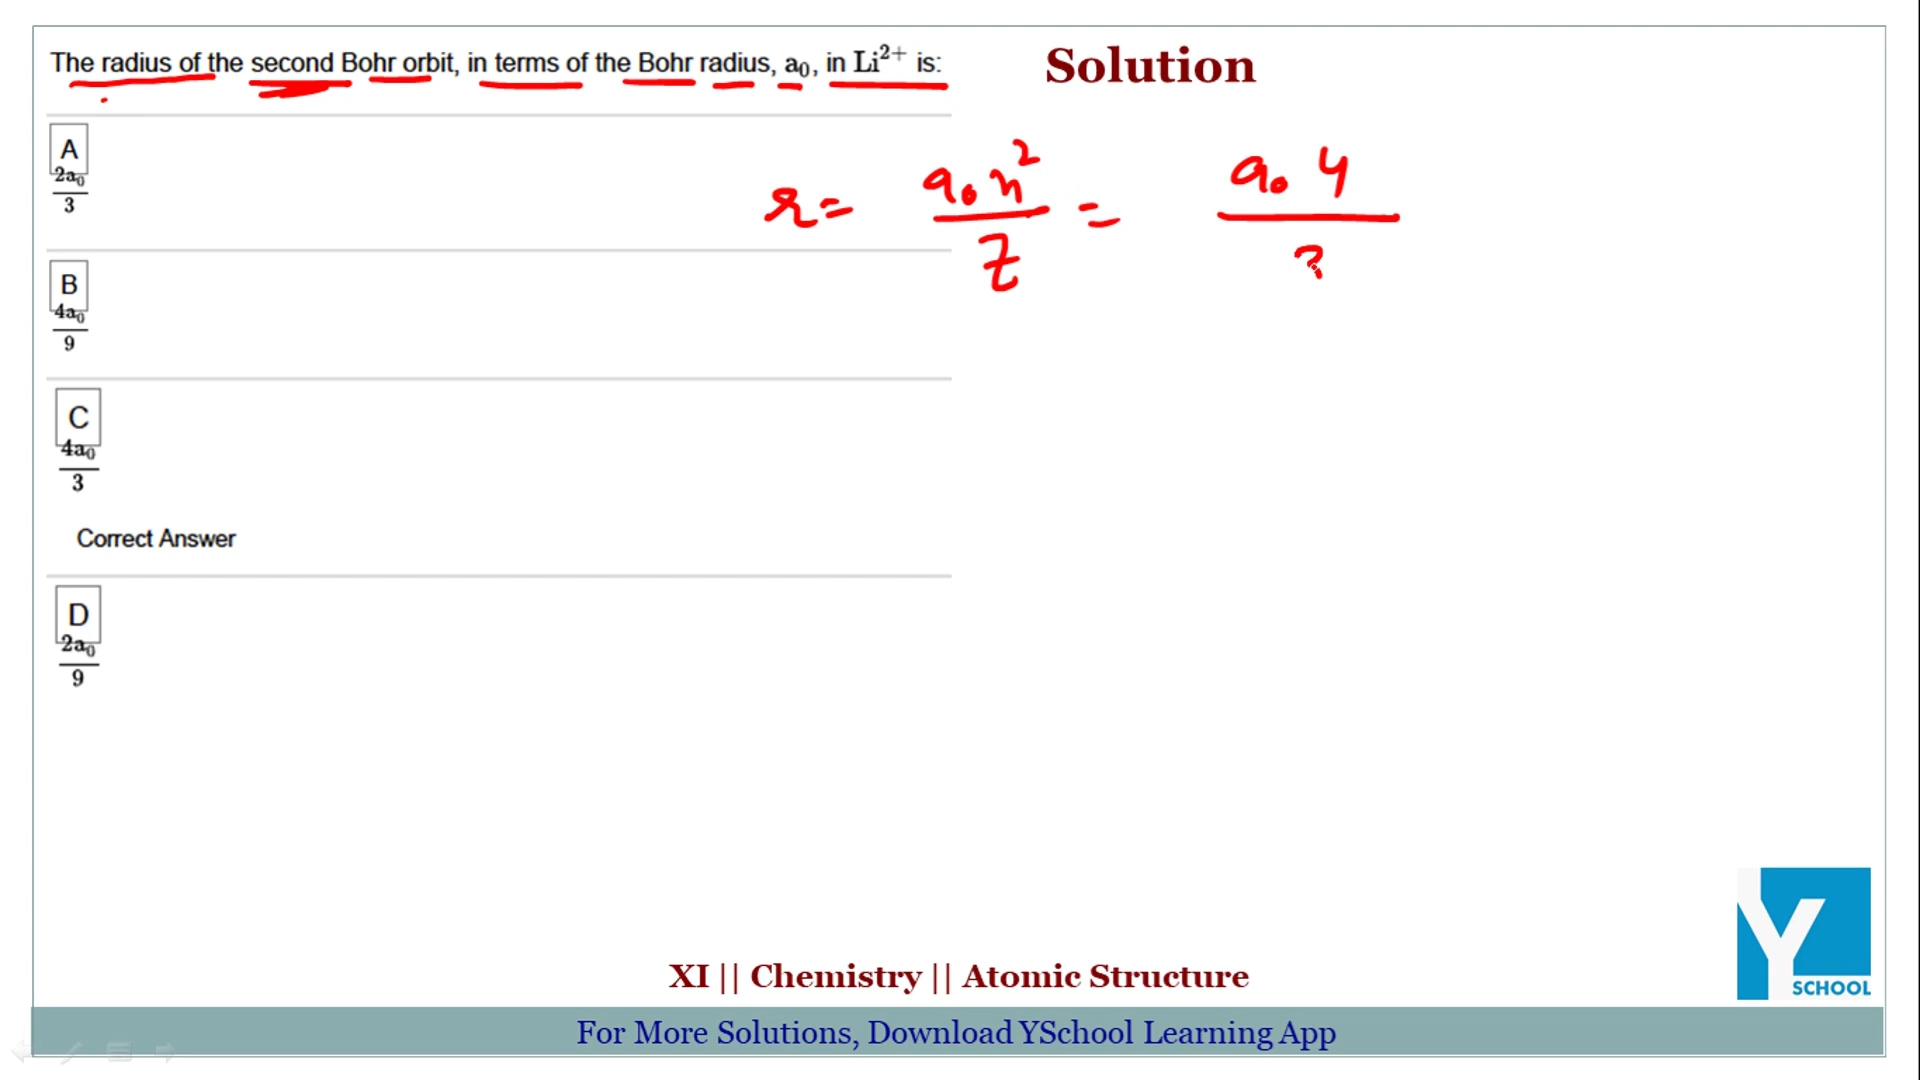 The radius of the second Bohr orbit, in terms of the Bohr radius, a₀, in Li²⁺ is:
Solution
A
2a₀
3
B
4a₀
9
C
4a₀
3
Correct Answer
D
2a₀
9
r = a₀n²/Z = a₀4/3
XI || Chemistry || Atomic Structure
Y SCHOOL
For More Solutions, Download YSchool Learning App